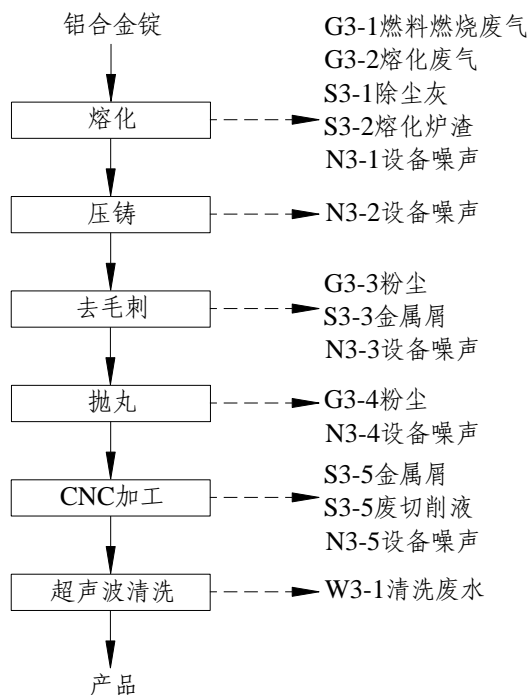 铝合金锭
G3-1燃料燃烧废气
G3-2熔化废气
S3-1除尘灰
S3-2熔化炉渣
N3-1设备噪声
熔化
压铸
N3-2设备噪声
去毛刺
G3-3粉尘
S3-3金属屑
N3-3设备噪声
抛丸
G3-4粉尘
N3-4设备噪声
CNC加工
S3-5金属屑
S3-5废切削液
N3-5设备噪声
超声波清洗
W3-1清洗废水
产品